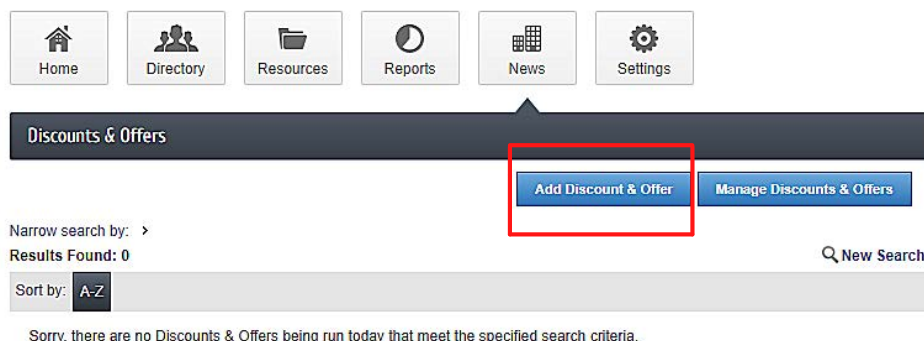 Home Directory Resources Reports News Settings
Discounts & Offers
Add Discount & Offer Manage Discounts & Offers
Narrow search by: >
Results Found: 0 New Search
Sort by: A-Z
Sorry, there are no Discounts & Offers being run today that meet the specified search criteria.